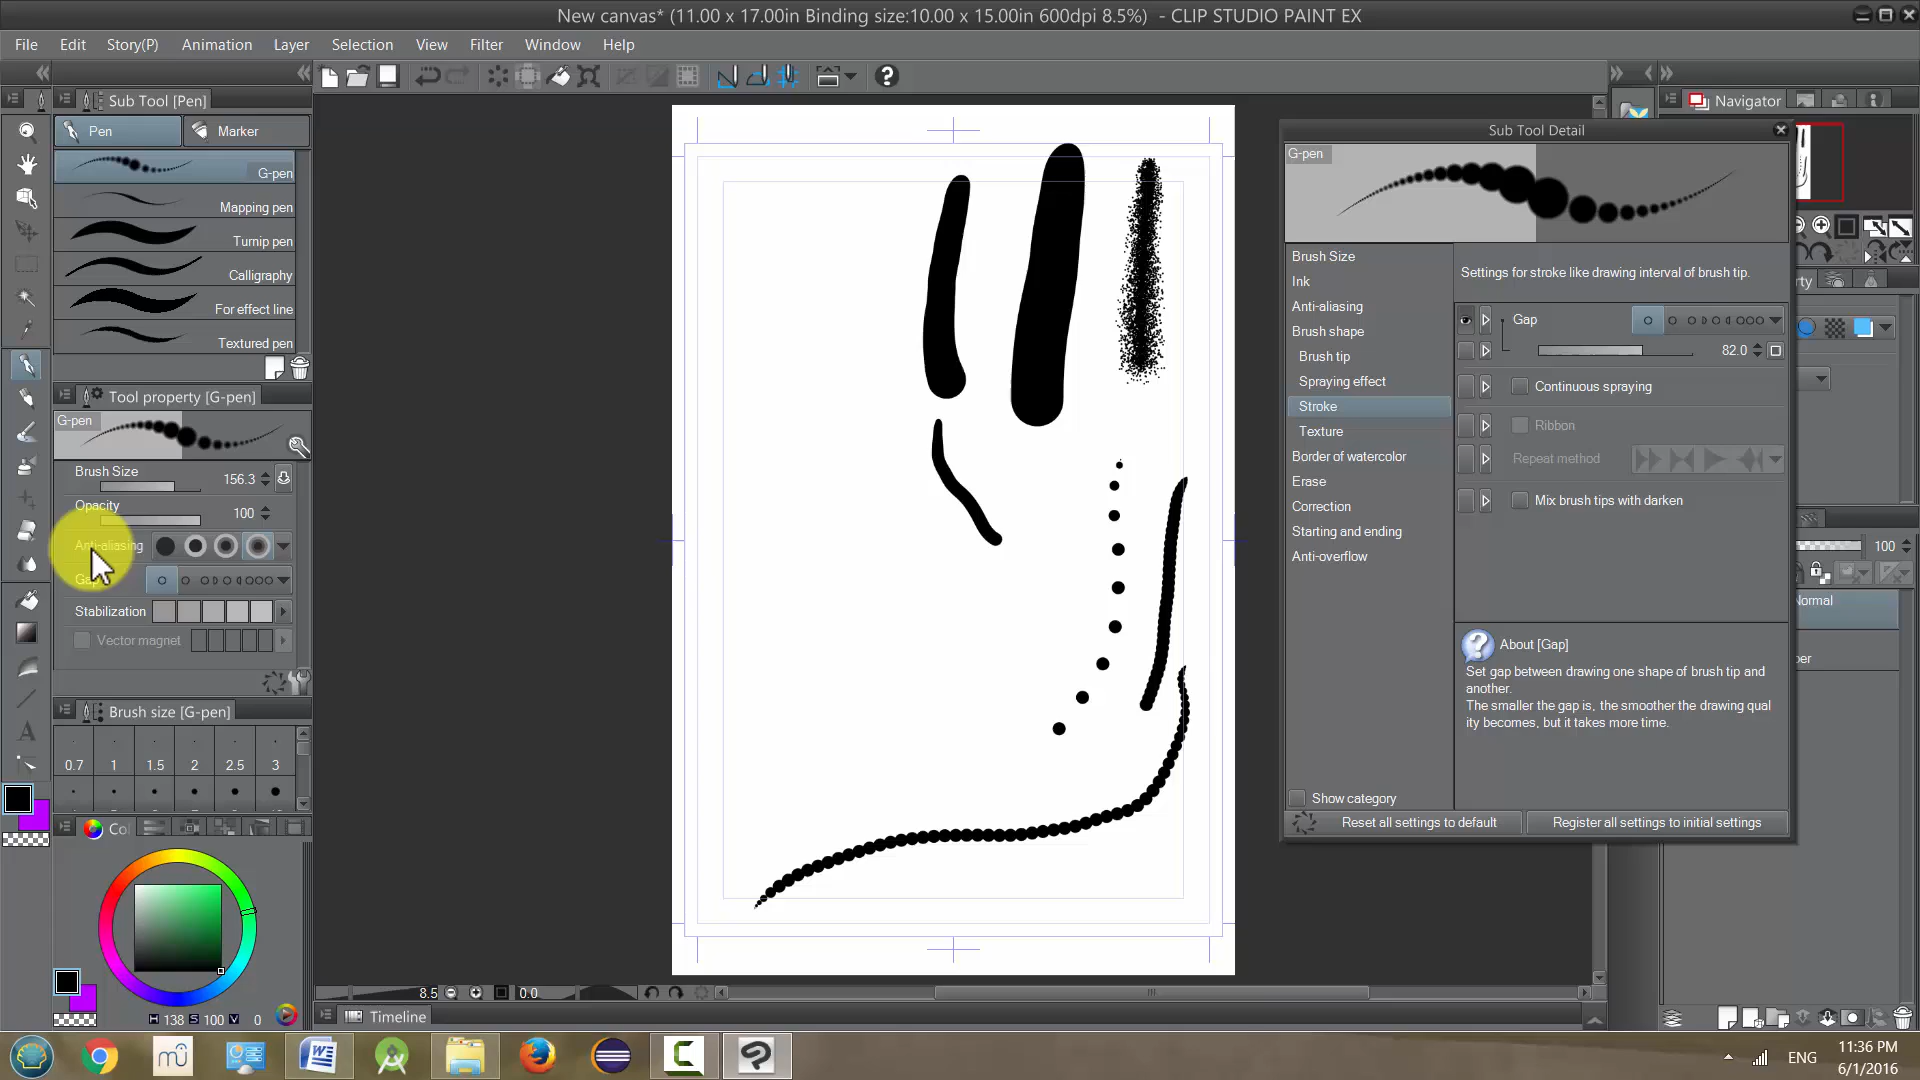 New canvas* (11.00 x 17.00in Binding size:10.00 x 15.00in 600dpi 8.5%) - CLIP STUDIO PAINT EX
File Edit Story(P) Animation Layer Selection View Filter Window Help
Sub Tool [Pen]
Pen Marker
G-pen
Mapping pen
Turnip pen
Calligraphy
For effect line
Textured pen
Tool property [G-pen]
G-pen
Brush Size 156.3
Opacity 100
Anti-aliasing
Gap
Stabilization
Vector magnet
Brush size [G-pen]
0.7 1 1.5 2 2.5 3
Col
H 138 S 100 V 0
8.5 0.0
Timeline
Sub Tool Detail
G-pen
Brush Size
Ink
Anti-aliasing
Brush shape
Brush tip
Spraying effect
Stroke
Texture
Border of watercolor
Erase
Correction
Starting and ending
Anti-overflow
Show category
Settings for stroke like drawing interval of brush tip.
Gap
82.0
Continuous spraying
Ribbon
Repeat method
Mix brush tips with darken
About [Gap]
Set gap between drawing one shape of brush tip and
another.
The smaller the gap is, the smoother the drawing qual
ity becomes, but it takes more time.
Reset all settings to default Register all settings to initial settings
Navigator
rty
100
Normal
per
ENG
11:36 PM
6/1/2016